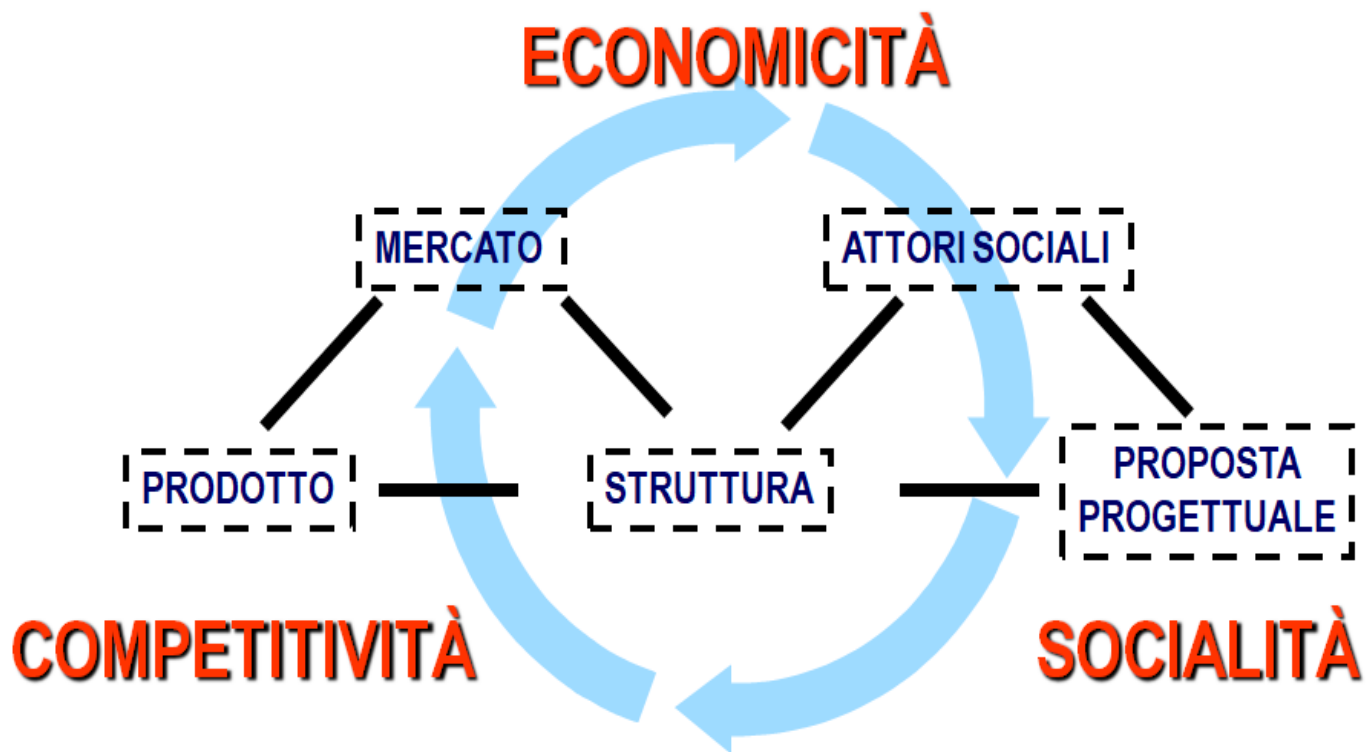 ECONOMICITÀ
MERCATO
ATTORI SOCIALI
PRODOTTO
STRUTTURA
PROPOSTA
PROGETTUALE
COMPETITIVITÀ
SOCIALITÀ